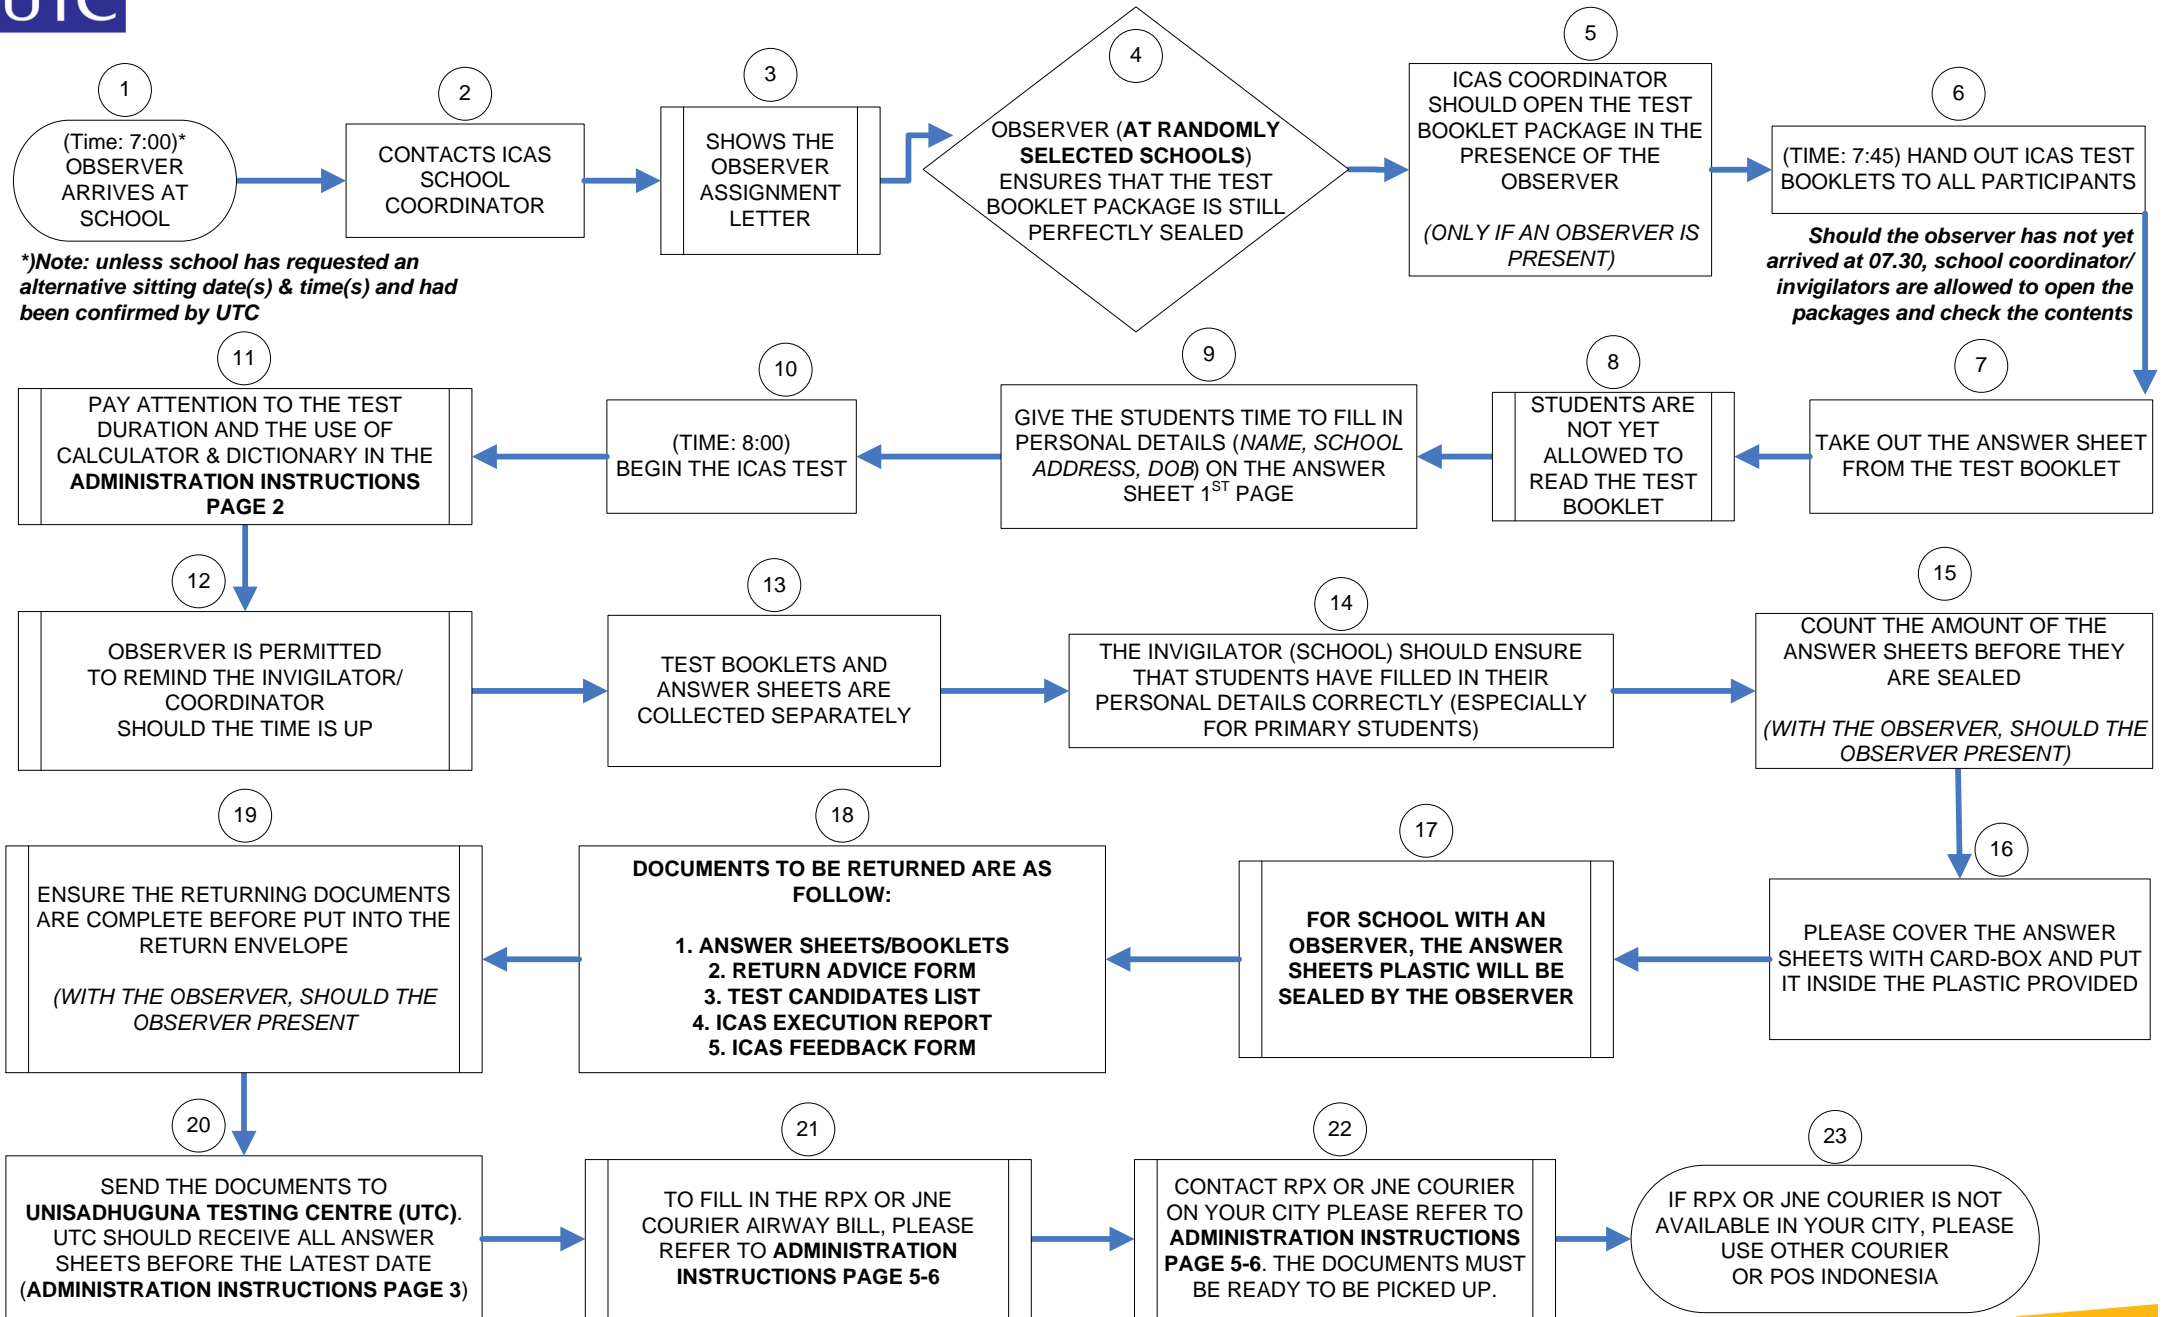 UTC
1
(Time: 7:00)*
OBSERVER
ARRIVES AT
SCHOOL
*)Note: unless school has requested an
alternative sitting date(s) & time(s) and had
been confirmed by UTC
2
CONTACTS ICAS
SCHOOL
COORDINATOR
3
SHOWS THE
OBSERVER
ASSIGNMENT
LETTER
4
OBSERVER (AT RANDOMLY
SELECTED SCHOOLS)
ENSURES THAT THE TEST
BOOKLET PACKAGE IS STILL
PERFECTLY SEALED
5
ICAS COORDINATOR
SHOULD OPEN THE TEST
BOOKLET PACKAGE IN THE
PRESENCE OF THE
OBSERVER
(ONLY IF AN OBSERVER IS
PRESENT)
6
(TIME: 7:45) HAND OUT ICAS TEST
BOOKLETS TO ALL PARTICIPANTS
Should the observer has not yet
arrived at 07.30, school coordinator/
invigilators are allowed to open the
packages and check the contents
7
TAKE OUT THE ANSWER SHEET
FROM THE TEST BOOKLET
8
STUDENTS ARE
NOT YET
ALLOWED TO
READ THE TEST
BOOKLET
9
GIVE THE STUDENTS TIME TO FILL IN
PERSONAL DETAILS (NAME, SCHOOL
ADDRESS, DOB) ON THE ANSWER
SHEET 1ST PAGE
10
(TIME: 8:00)
BEGIN THE ICAS TEST
11
PAY ATTENTION TO THE TEST
DURATION AND THE USE OF
CALCULATOR & DICTIONARY IN THE
ADMINISTRATION INSTRUCTIONS
PAGE 2
12
OBSERVER IS PERMITTED
TO REMIND THE INVIGILATOR/
COORDINATOR
SHOULD THE TIME IS UP
13
TEST BOOKLETS AND
ANSWER SHEETS ARE
COLLECTED SEPARATELY
14
THE INVIGILATOR (SCHOOL) SHOULD ENSURE
THAT STUDENTS HAVE FILLED IN THEIR
PERSONAL DETAILS CORRECTLY (ESPECIALLY
FOR PRIMARY STUDENTS)
15
COUNT THE AMOUNT OF THE
ANSWER SHEETS BEFORE THEY
ARE SEALED
(WITH THE OBSERVER, SHOULD THE
OBSERVER PRESENT)
16
PLEASE COVER THE ANSWER
SHEETS WITH CARD-BOX AND PUT
IT INSIDE THE PLASTIC PROVIDED
17
FOR SCHOOL WITH AN
OBSERVER, THE ANSWER
SHEETS PLASTIC WILL BE
SEALED BY THE OBSERVER
18
DOCUMENTS TO BE RETURNED ARE AS
FOLLOW:
1. ANSWER SHEETS/BOOKLETS
2. RETURN ADVICE FORM
3. TEST CANDIDATES LIST
4. ICAS EXECUTION REPORT
5. ICAS FEEDBACK FORM
19
ENSURE THE RETURNING DOCUMENTS
ARE COMPLETE BEFORE PUT INTO THE
RETURN ENVELOPE
(WITH THE OBSERVER, SHOULD THE
OBSERVER PRESENT
20
SEND THE DOCUMENTS TO
UNISADHUGUNA TESTING CENTRE (UTC).
UTC SHOULD RECEIVE ALL ANSWER
SHEETS BEFORE THE LATEST DATE
(ADMINISTRATION INSTRUCTIONS PAGE 3)
21
TO FILL IN THE RPX OR JNE
COURIER AIRWAY BILL, PLEASE
REFER TO ADMINISTRATION
INSTRUCTIONS PAGE 5-6
22
CONTACT RPX OR JNE COURIER
ON YOUR CITY PLEASE REFER TO
ADMINISTRATION INSTRUCTIONS
PAGE 5-6. THE DOCUMENTS MUST
BE READY TO BE PICKED UP.
23
IF RPX OR JNE COURIER IS NOT
AVAILABLE IN YOUR CITY, PLEASE
USE OTHER COURIER
OR POS INDONESIA